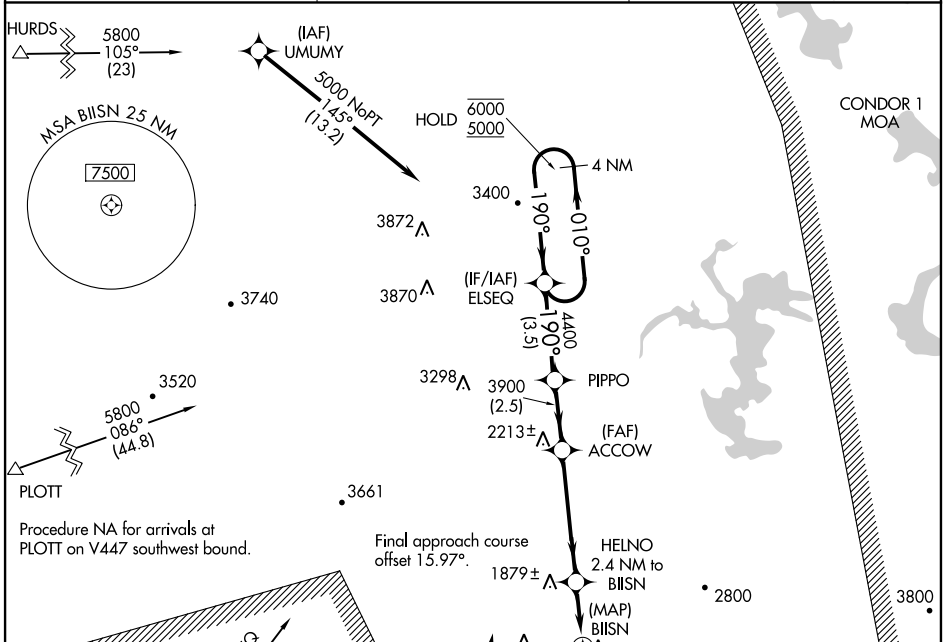 HURDS
5800
105°
(23)
(IAF)
UMUMY
5000 NoPT
145°
(13.2)
HOLD
6000
5000
4 NM
CONDOR 1
MOA
MSA BIISN 25 NM
7500
3400
190°
010°
3872
(IF/IAF)
ELSEQ
3870
3740
4400
190°
(3.5)
3298
3900
(2.5)
PIPPO
3520
5800
086°
(44.8)
2213±
(FAF)
ACCOW
PLOTT
3661
Procedure NA for arrivals at
PLOTT on V447 southwest bound.
Final approach course
offset 15.97°.
HELNO
2.4 NM to
BIISN
1879±
2800
3800
(MAP)
BIISN